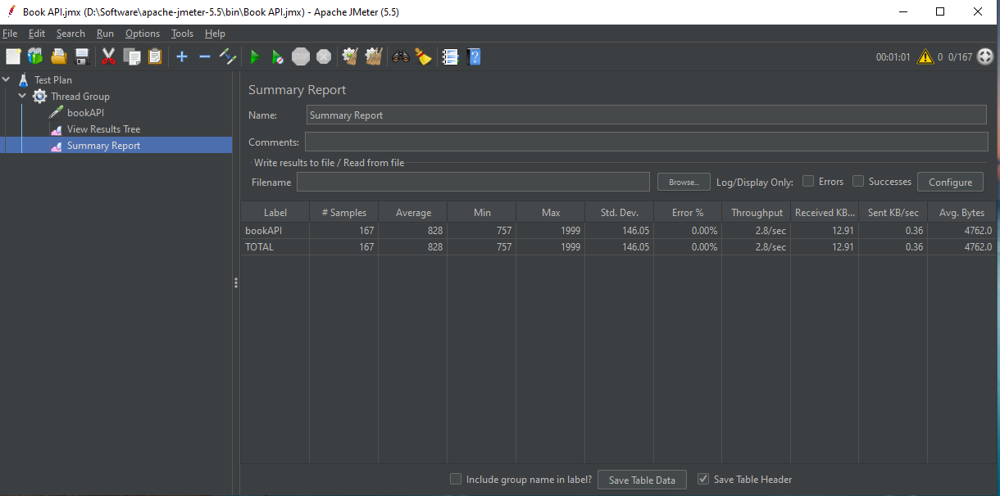 Book API.jmx (D:\Software\apache-jmeter-5.5\bin\Book API.jmx) - Apache JMeter (5.5)
File Edit Search Run Options Tools Help
00:01:01 0 0/167
Test Plan
Thread Group
bookAPI
View Results Tree
Summary Report
Summary Report
Name: Summary Report
Comments:
Write results to file / Read from file
Filename Browse... Log/Display Only: Errors Successes Configure
Label # Samples Average Min Max Std. Dev. Error % Throughput Received KB... Sent KB/sec Avg. Bytes
bookAPI 167 828 757 1999 146.05 0.00% 2.8/sec 12.91 0.36 4762.0
TOTAL 167 828 757 1999 146.05 0.00% 2.8/sec 12.91 0.36 4762.0
Include group name in label? Save Table Data Save Table Header